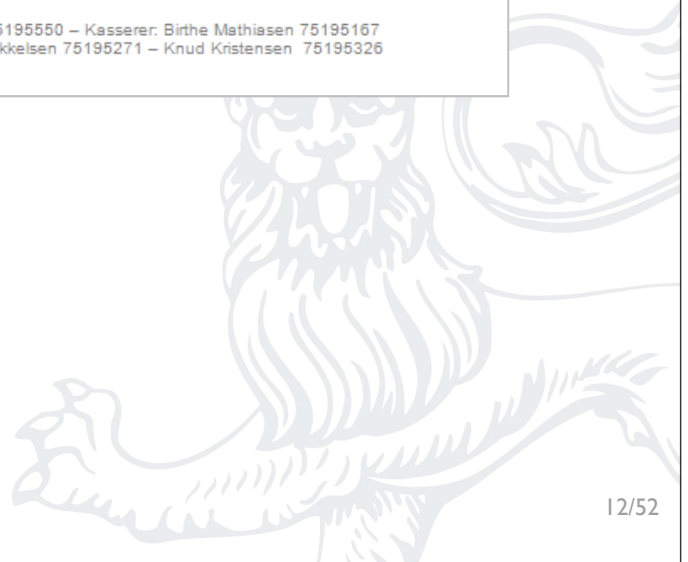 5195550 – Kasserer: Birthe Mathiasen 75195167
kkelsen 75195271 – Knud Kristensen 75195326
12/52